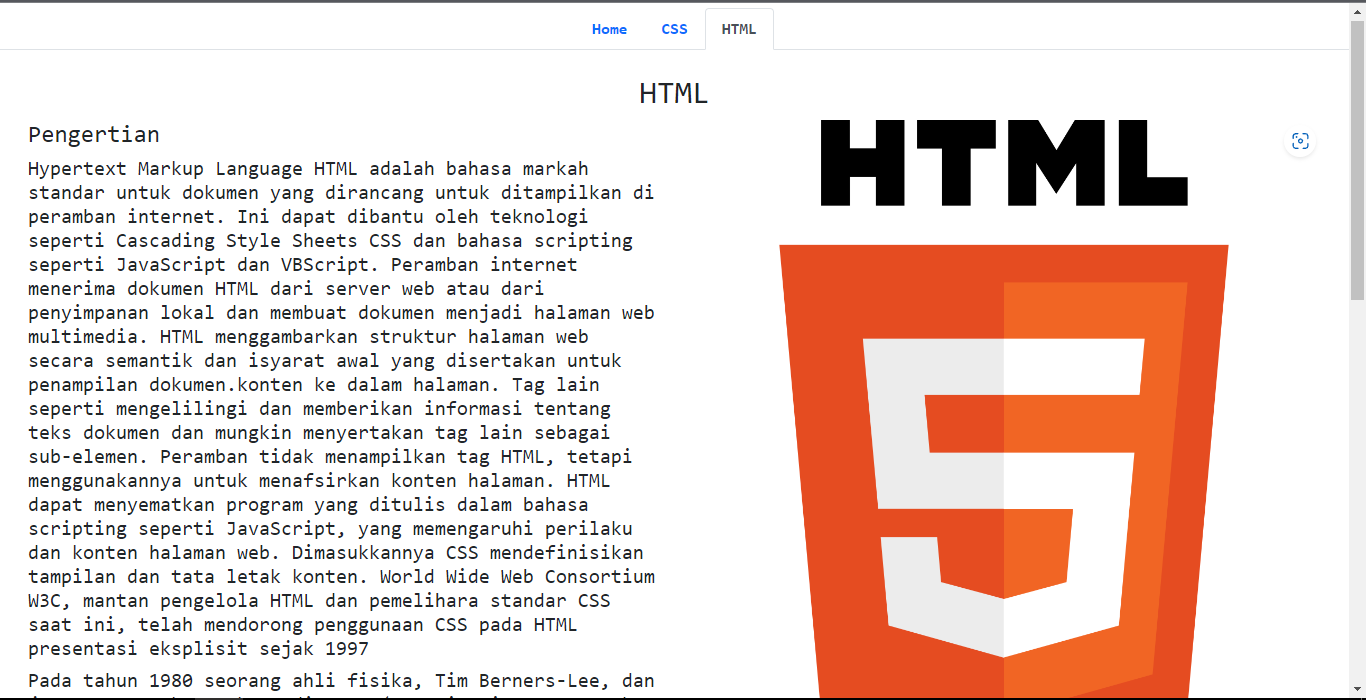 Home CSS HTML
HTML
Pengertian
Hypertext Markup Language HTML adalah bahasa markah
standar untuk dokumen yang dirancang untuk ditampilkan di
peramban internet. Ini dapat dibantu oleh teknologi
seperti Cascading Style Sheets CSS dan bahasa scripting
seperti JavaScript dan VBScript. Peramban internet
menerima dokumen HTML dari server web atau dari
penyimpanan lokal dan membuat dokumen menjadi halaman web
multimedia. HTML menggambarkan struktur halaman web
secara semantik dan isyarat awal yang disertakan untuk
penampilan dokumen.konten ke dalam halaman. Tag lain
seperti mengelilingi dan memberikan informasi tentang
teks dokumen dan mungkin menyertakan tag lain sebagai
sub-elemen. Peramban tidak menampilkan tag HTML, tetapi
menggunakannya untuk menafsirkan konten halaman. HTML
dapat menyematkan program yang ditulis dalam bahasa
scripting seperti JavaScript, yang memengaruhi perilaku
dan konten halaman web. Dimasukkannya CSS mendefinisikan
tampilan dan tata letak konten. World Wide Web Consortium
W3C, mantan pengelola HTML dan pemelihara standar CSS
saat ini, telah mendorong penggunaan CSS pada HTML
presentasi eksplisit sejak 1997
Pada tahun 1980 seorang ahli fisika, Tim Berners-Lee, dan
HTML
5